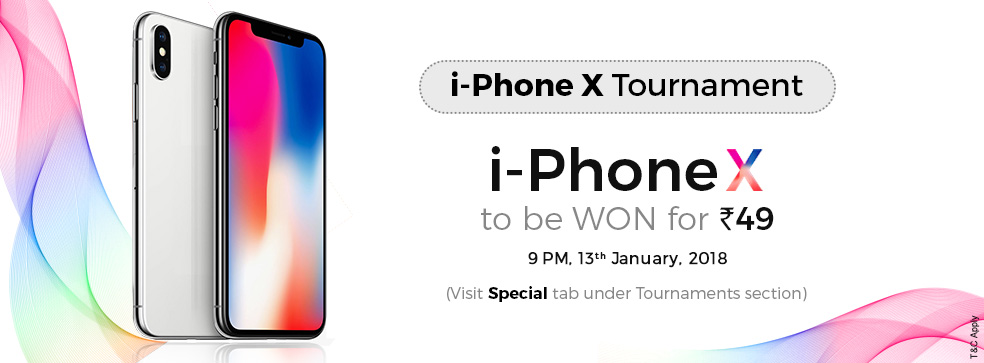 i-Phone X Tournament
i-Phone X
to be WON for ₹49
9 PM, 13th January, 2018
(Visit Special tab under Tournaments section)
T&C Apply